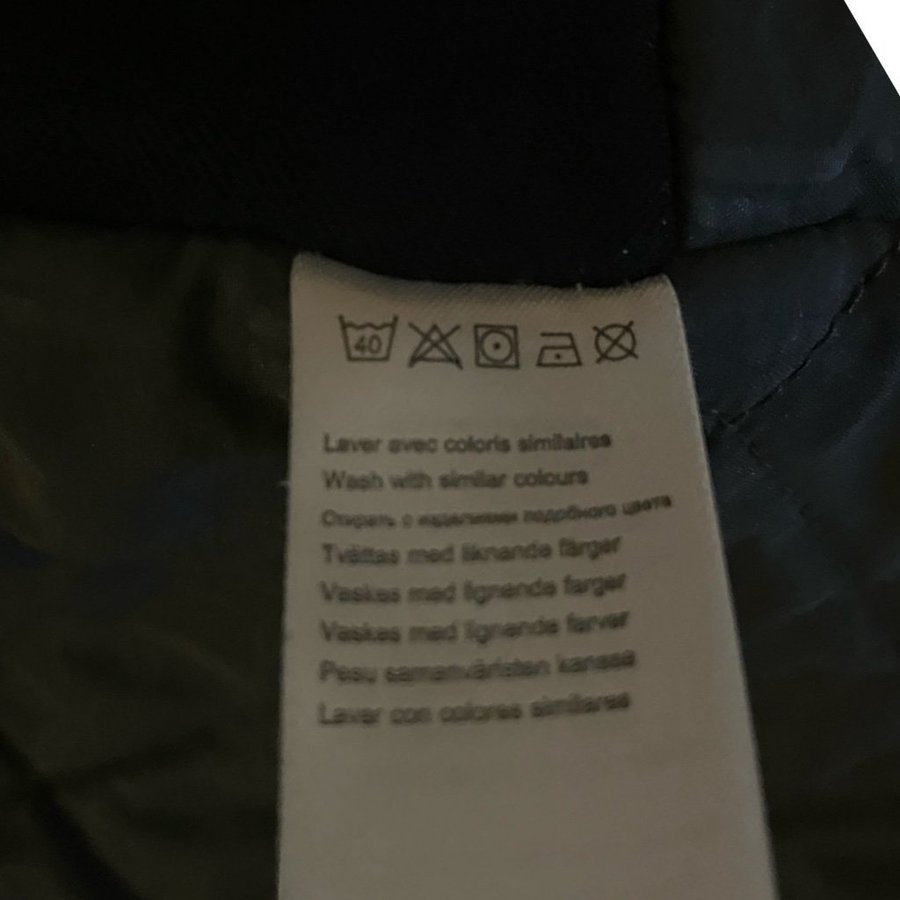 40
Laver avec coloris similaires
Wash with similar colours
Стирать с изделиями подобного цвета
Tvättas med liknande färger
Vaskes med lignende farger
Vaskes med lignende farver
Pesu samanväristen kanssa
Lavar con colores similares